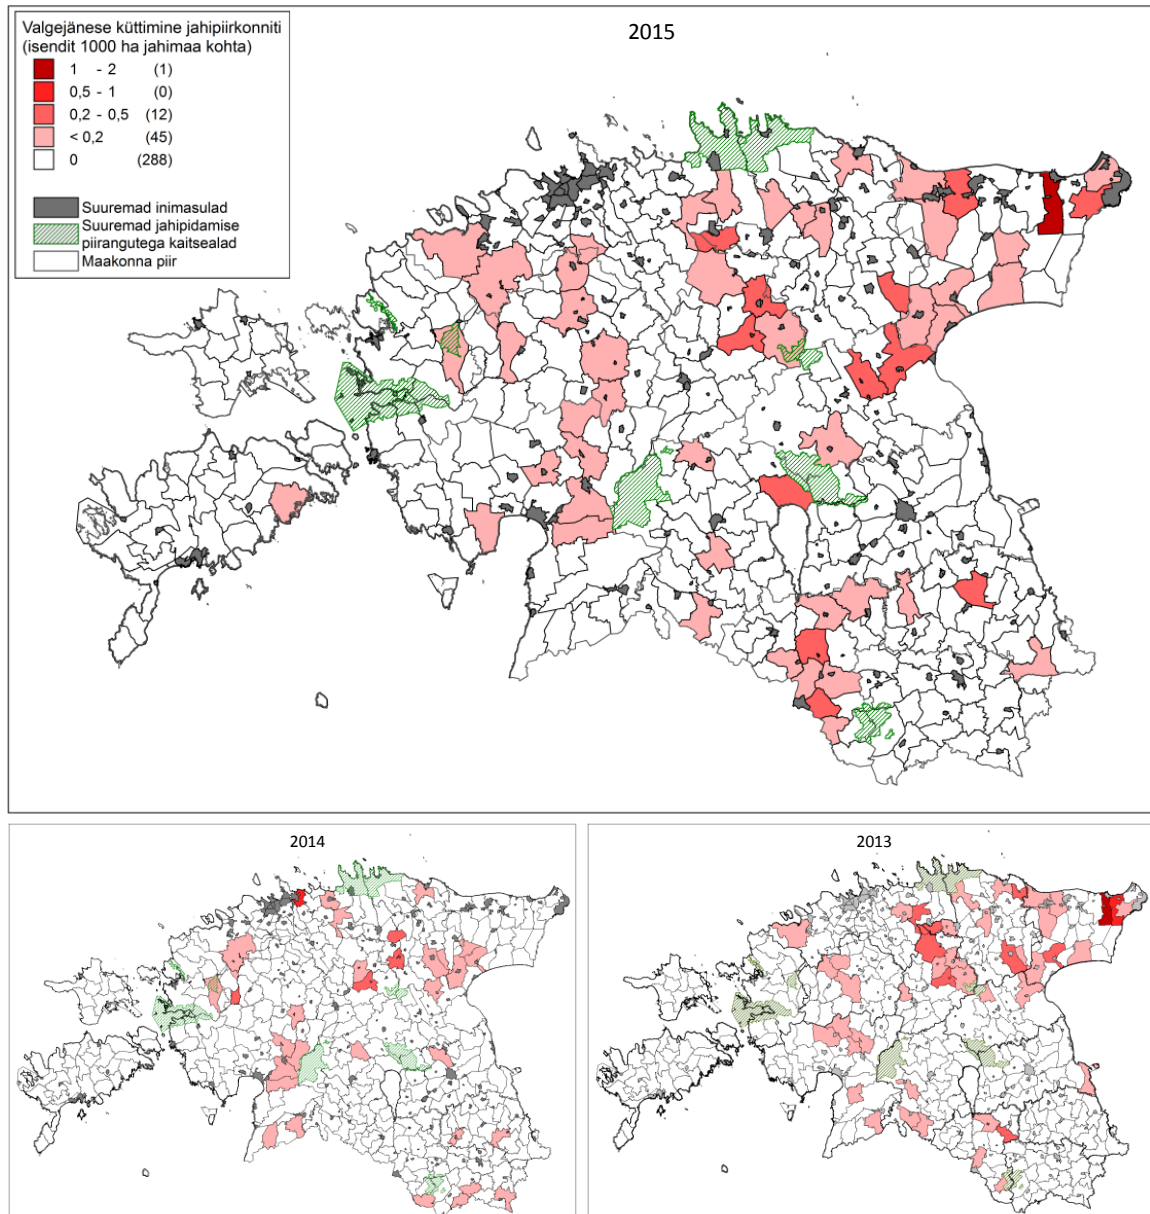 Valgejänese küttimine jahipiirkonniti
(isendit 1000 ha jahimaa kohta)
1 - 2 (1)
0,5 - 1 (0)
0,2 - 0,5 (12)
< 0,2 (45)
0 (288)
Suuremad inimasulad
Suuremad jahipidamise
piirangutega kaitsealad
Maakonna piir
2015
2014
2013